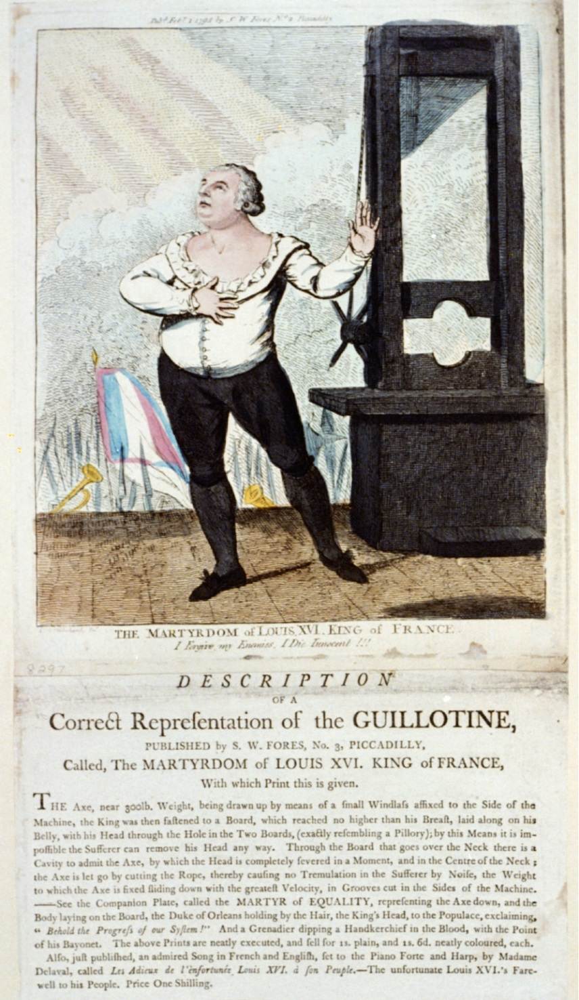 Pubd. Feby. 1 1793 by S W Fores No. 3 Piccadilly
THE MARTYRDOM of LOUIS. XVI. KING of FRANCE.
I Forgive my Enemies, I Die Innocent !!!
8297
DESCRIPTION
OF A
Correct Repreſentation of the GUILLOTINE,
PUBLISHED by S. W. FORES, No. 3, PICCADILLY,
Called, The MARTYRDOM of LOUIS XVI. KING of FRANCE,
With which Print this is given.
THE Axe, near 300lb. Weight, being drawn up by means of a ſmall Windlaſs affixed to the Side of the
Machine, the King was then faſtened to a Board, which reached no higher than his Breaſt, laid along on his
Belly, with his Head through the Hole in the Two Boards, (exactly reſembling a Pillory); by this Means it is im-
poſſible the Sufferer can remove his Head any way. Through the Board that goes over the Neck there is a
Cavity to admit the Axe, by which the Head is completely ſevered in a Moment, and in the Centre of the Neck;
the Axe is let go by cutting the Rope, thereby cauſing no Tremulation in the Sufferer by Noiſe, the Weight
to which the Axe is fixed ſliding down with the greateſt Velocity, in Grooves cut in the Sides of the Machine.
——See the Companion Plate, called the MARTYR of EQUALITY, repreſenting the Axe down, and the
Body laying on the Board, the Duke of Orleans holding by the Hair, the King's Head, to the Populace, exclaiming,
“ Behold the Progreſs of our Syſtem!” And a Grenadier dipping a Handkerchief in the Blood, with the Point
of his Bayonet. The above Prints are neatly executed, and ſell for 1s. plain, and 1s. 6d. neatly coloured, each.
Alſo, juſt publiſhed, an admired Song in French and Engliſh, ſet to the Piano Forte and Harp, by Madame
Delaval, called Les Adieux de l'ènfortunée Louis XVI. á ſon Peuple.—The unfortunate Louis XVI.'s Fare-
well to his People. Price One Shilling.